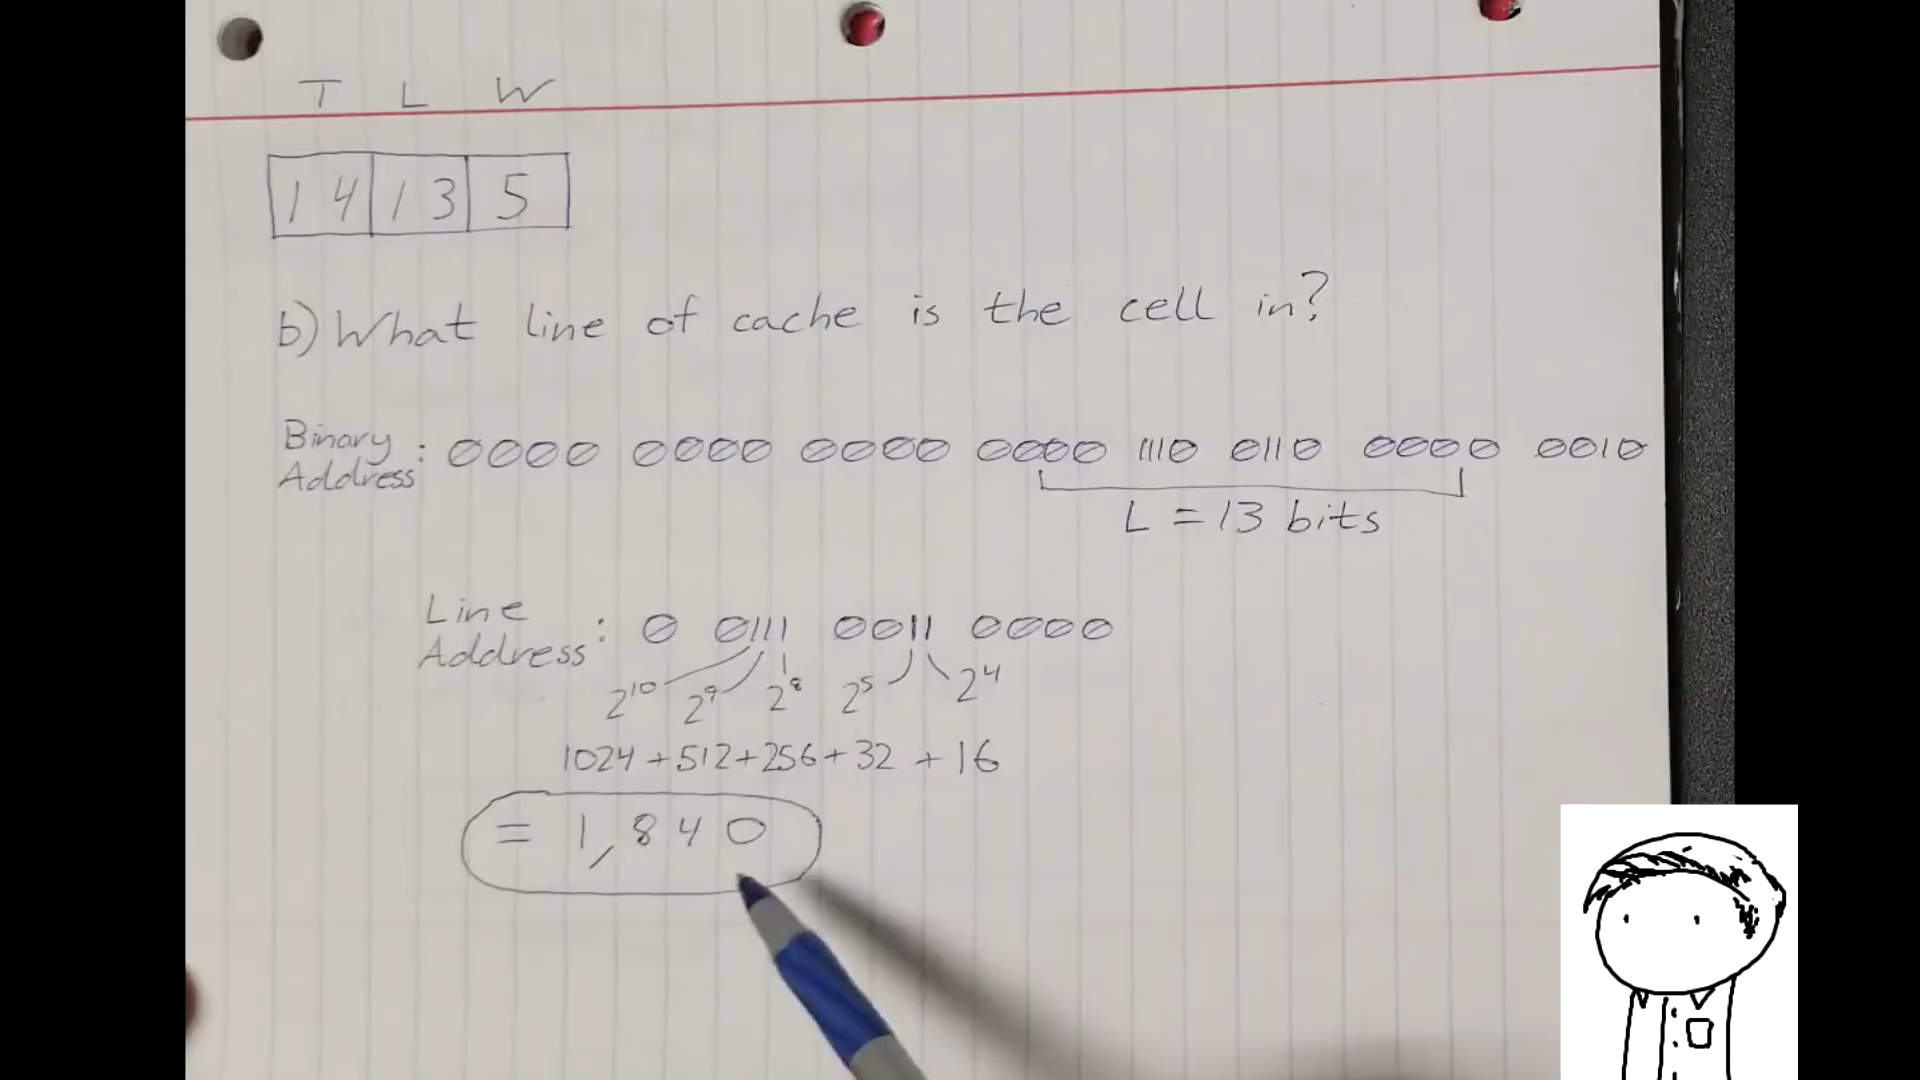 T L W
14 13 5
b) What line of cache is the cell in?
Binary Address : 0000 0000 0000 0000 1110 0110 0000 0010
L = 13 bits
Line Address : 0 0111 0011 0000
2^10 2^9 2^8 2^5 2^4
1024 + 512 + 256 + 32 + 16
= 1,840